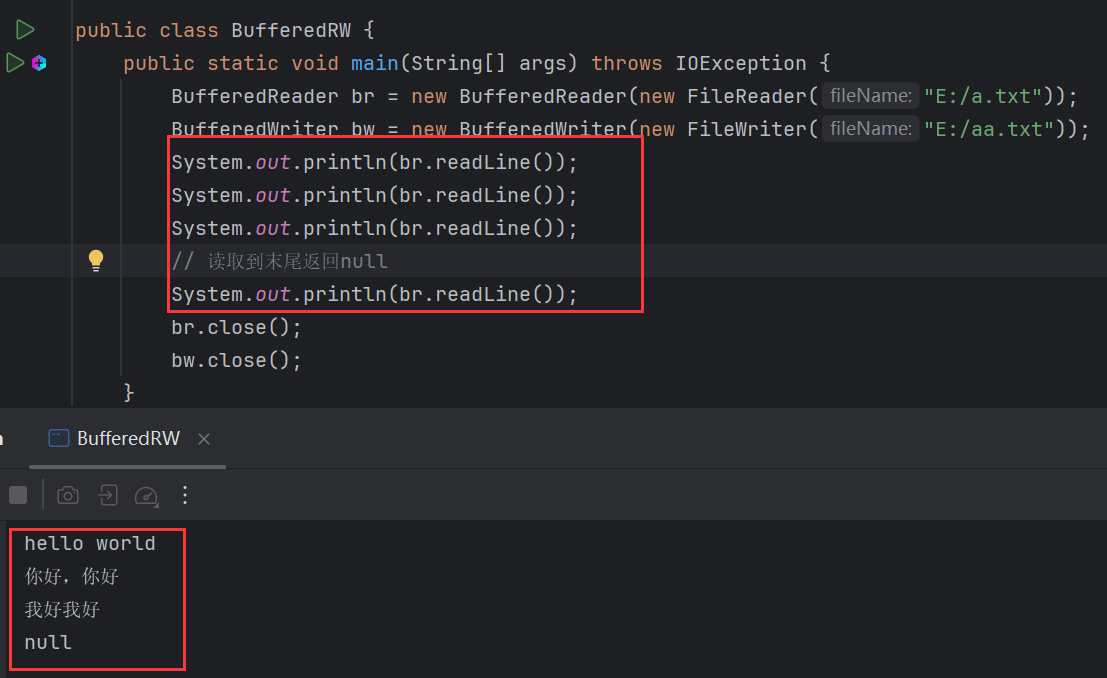 public class BufferedRW {
public static void main(String[] args) throws IOException {
BufferedReader br = new BufferedReader(new FileReader( fileName: "E:/a.txt"));
BufferedWriter bw = new BufferedWriter(new FileWriter( fileName: "E:/aa.txt"));
System.out.println(br.readLine());
System.out.println(br.readLine());
System.out.println(br.readLine());
// 读取到末尾返回null
System.out.println(br.readLine());
br.close();
bw.close();
}
BufferedRW ×
hello world
你好，你好
我好我好
null